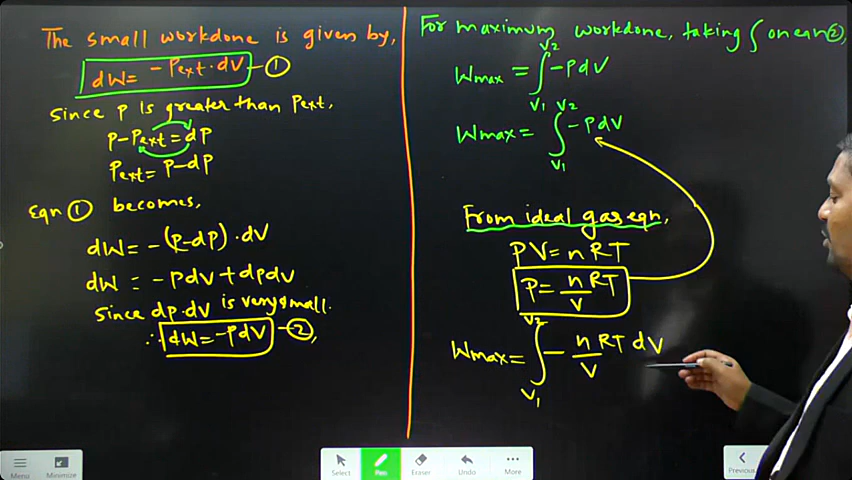 The small workdone is given by,
dW= -Pext.dV —①
Since P is greater than Pext,
P-Pext=dP
Pext= P-dP
Eqn ① becomes,
dW= -(P-dP).dV
dW= -PdV+dPdV
Since dP.dV is very small.
∴ dW=-PdV —②,
For maximum workdone, taking ∫ on eqn②,
Wmax = ∫ V1 V2 -PdV
Wmax= ∫ V1 V2 -PdV
From ideal gas eqn,
PV=nRT
P= n/V RT
Wmax= ∫ V1 V2 - n/V RT dV
Menu
Minimize
Select
Pen
Eraser
Undo
More
Previous